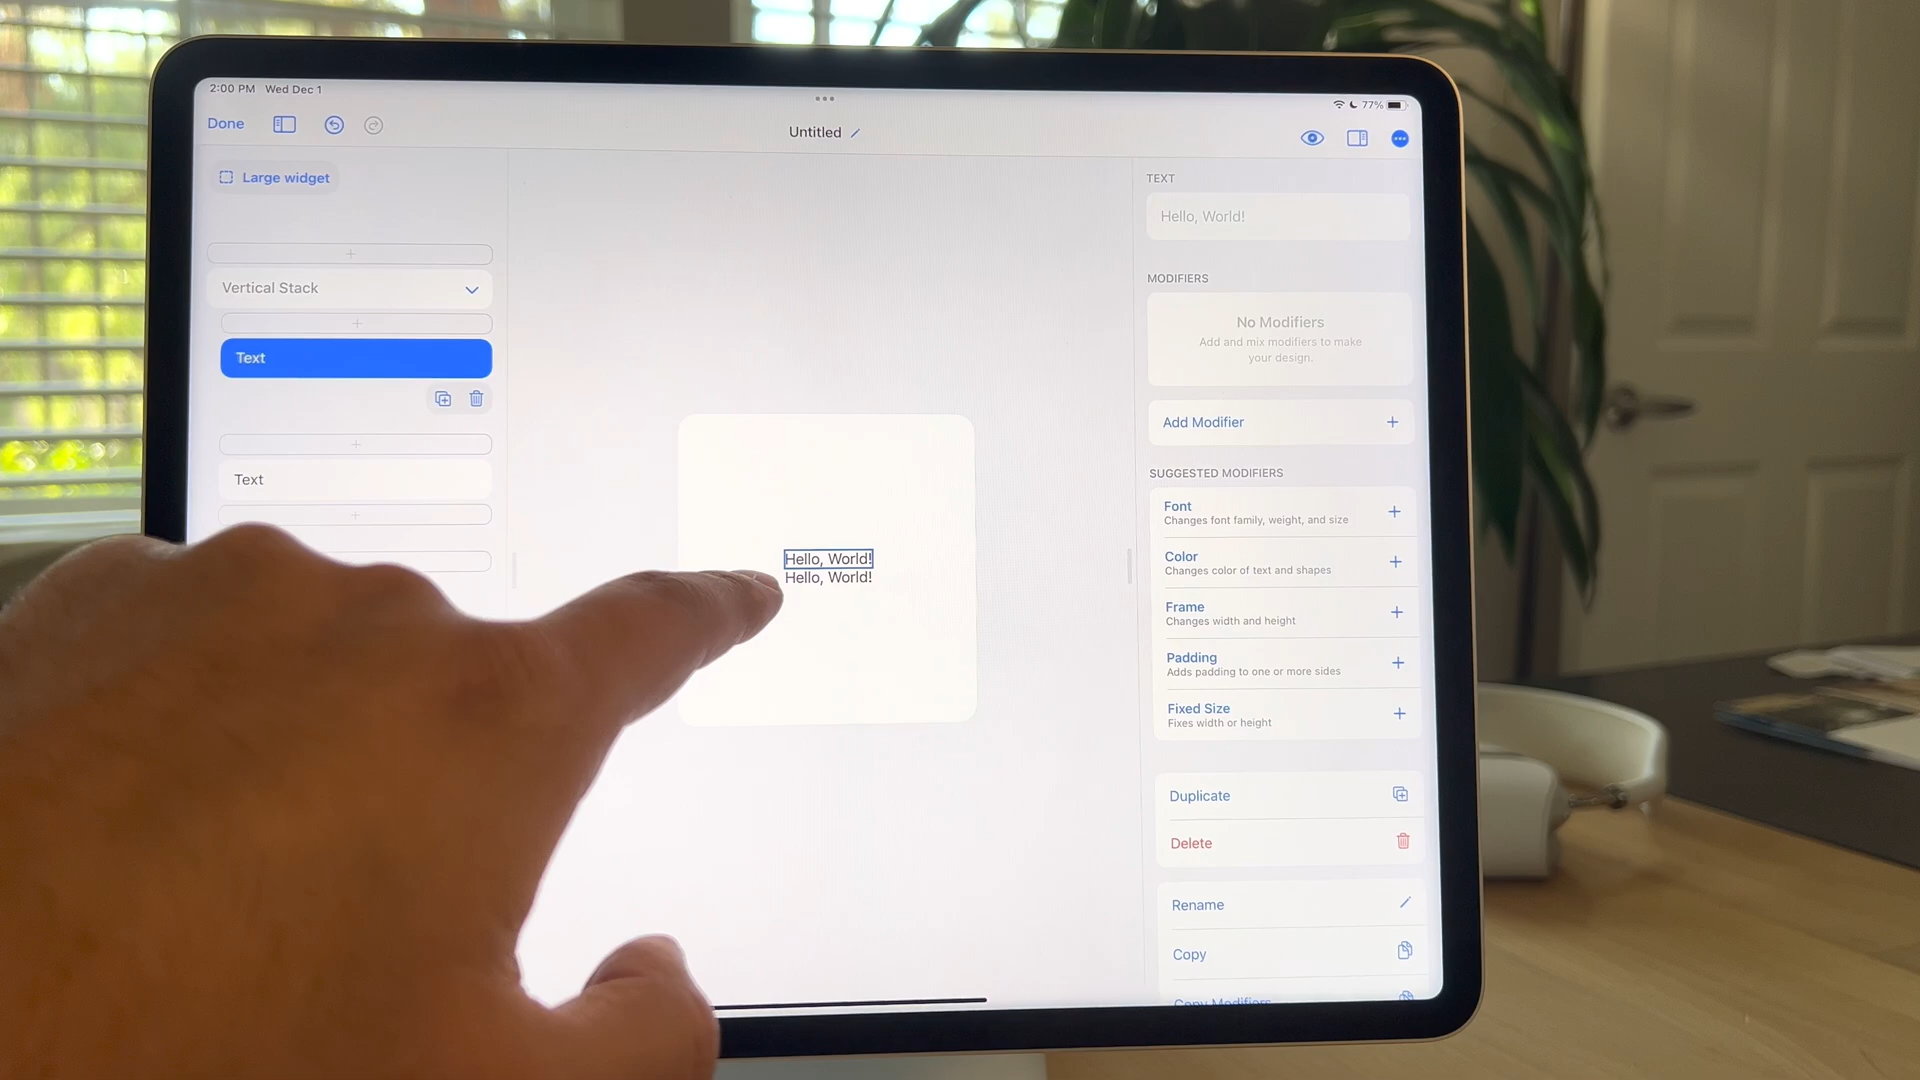 2:00 PM Wed Dec 1
77%
Done
Untitled
Large widget
Vertical Stack
Text
Text
Hello, World!
Hello, World!
TEXT
Hello, World!
MODIFIERS
No Modifiers
Add and mix modifiers to make
your design.
Add Modifier
SUGGESTED MODIFIERS
Font
Changes font family, weight, and size
Color
Changes color of text and shapes
Frame
Changes width and height
Padding
Adds padding to one or more sides
Fixed Size
Fixes width or height
Duplicate
Delete
Rename
Copy
Copy Modifiers